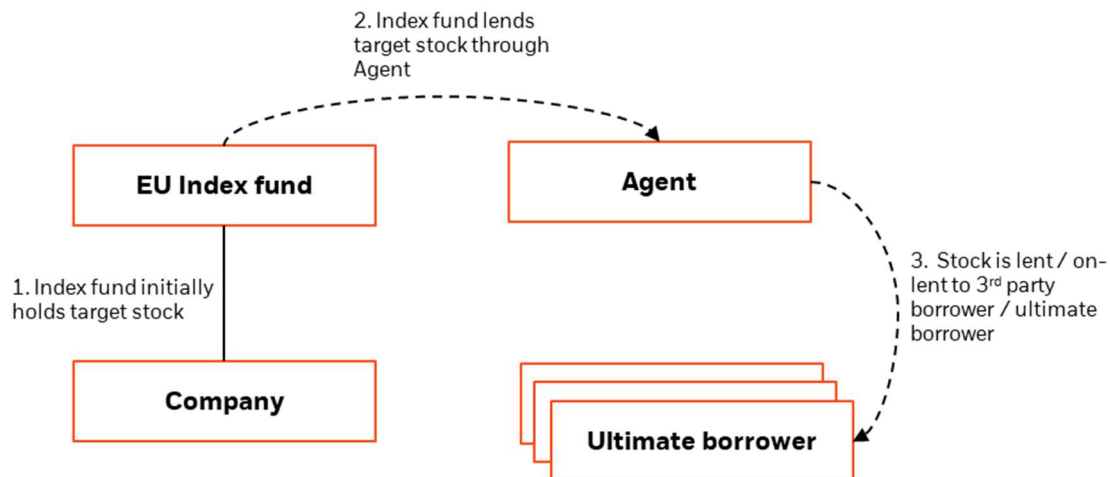 2. Index fund lends
target stock through
Agent
EU Index fund
Agent
1. Index fund initially
holds target stock
3. Stock is lent / on-
lent to 3rd party
borrower / ultimate
borrower
Company
Ultimate borrower